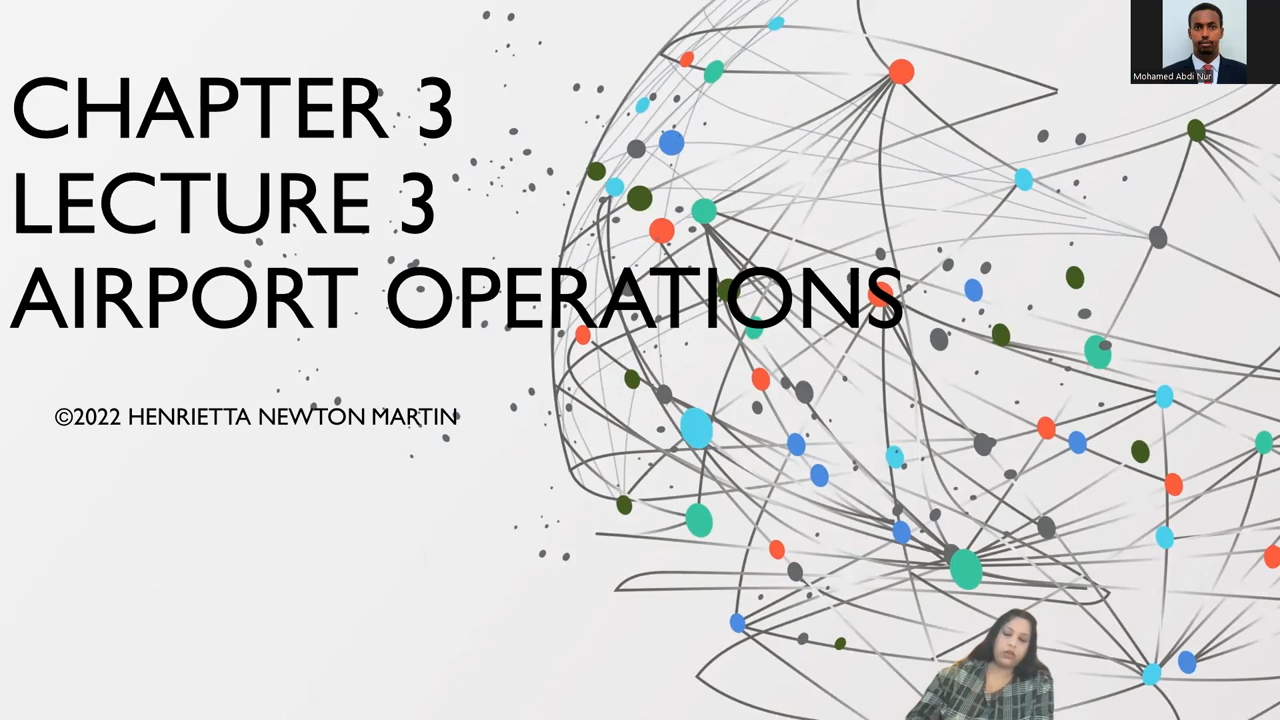 CHAPTER 3
LECTURE 3
AIRPORT OPERATIONS
©2022 HENRIETTA NEWTON MARTIN
Mohamed Abdi Nur